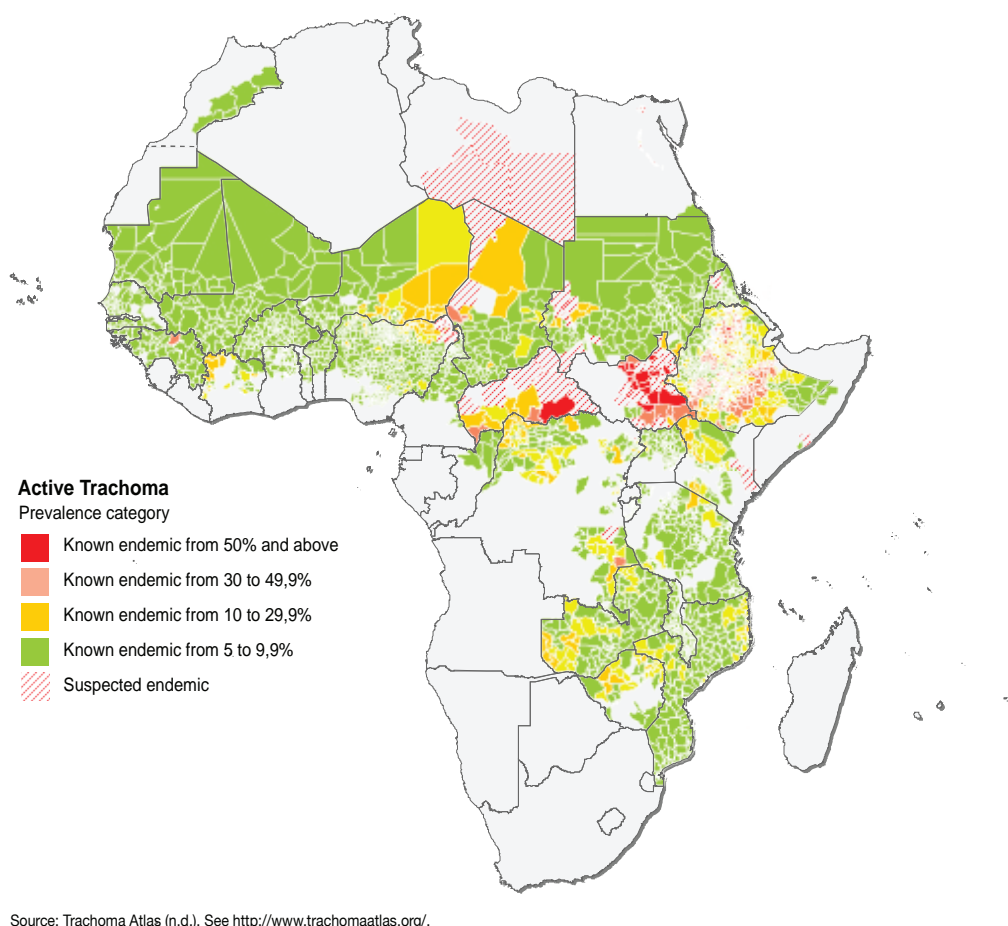 Active Trachoma
Prevalence category
Known endemic from 50% and above
Known endemic from 30 to 49,9%
Known endemic from 10 to 29,9%
Known endemic from 5 to 9,9%
Suspected endemic
Source: Trachoma Atlas (n.d.). See http://www.trachomaatlas.org/.